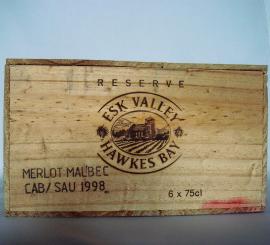 RESERVE
ESK VALLEY
HAWKES BAY
MERLOT MALBEC
CAB/SAU 1998
6 x 75cl